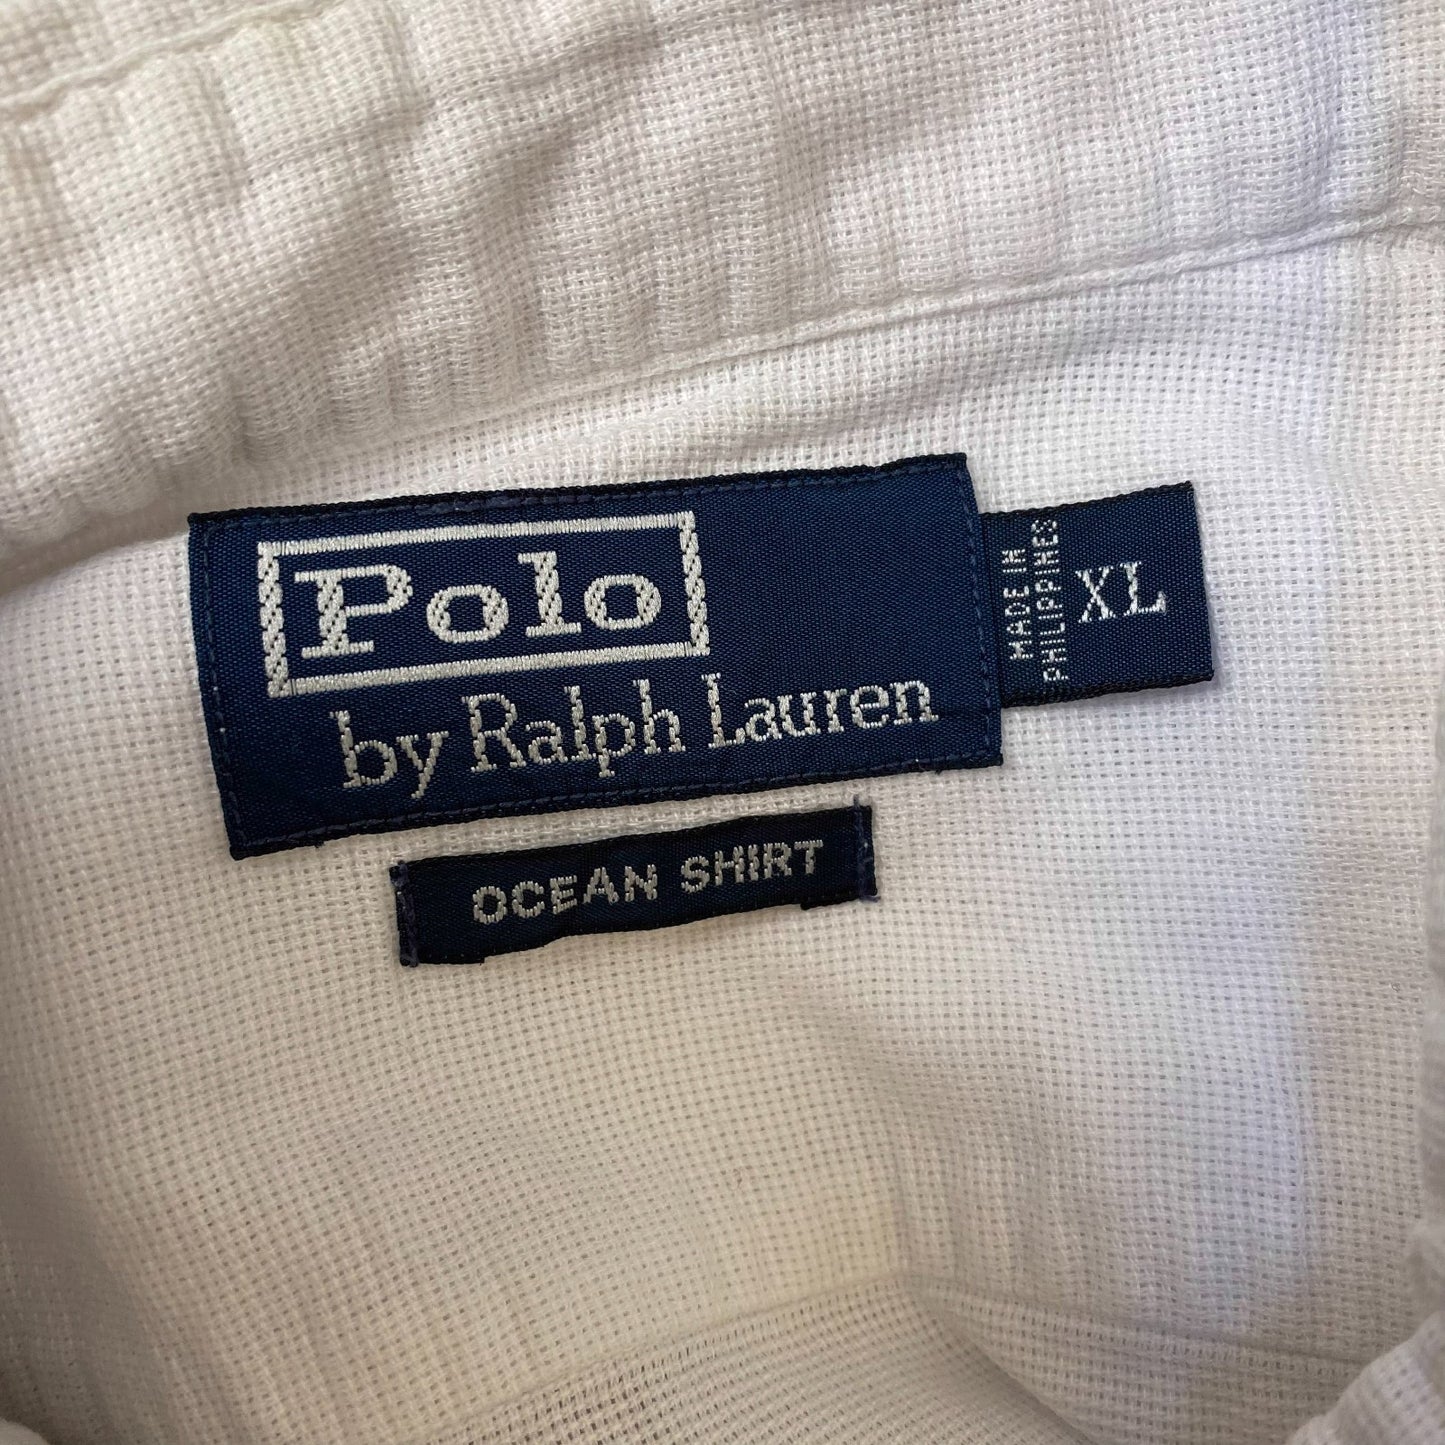 Polo
by Ralph Lauren
MADE IN
PHILIPPINES
XL
OCEAN SHIRT